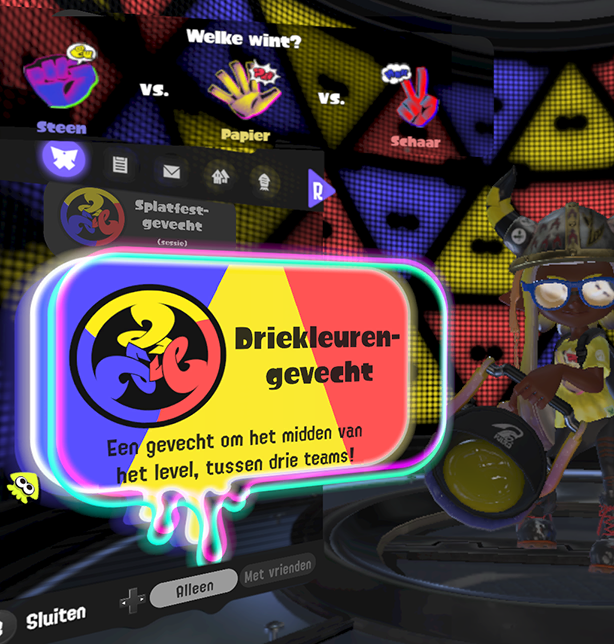 Welke wint?
vs.
vs.
Steen
Papier
Schaar
R
Splatfest-
gevecht
(sessie)
Driekleuren-
gevecht
Een gevecht om het midden van
het level, tussen drie teams!
Alleen
Met vrienden
Sluiten